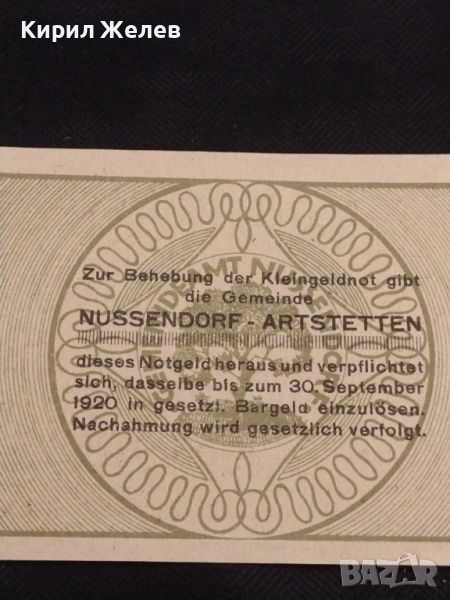 Кирил Желев
Zur Behebung der Kleingeldnot gibt
die Gemeinde
NUSSENDORF - ARTSTETTEN
dieses Notgeld heraus und verpflichtet
sich, dasselbe bis zum 30. September
1920 in gesetzl. Bargeld einzulösen.
Nachahmung wird gesetzlich verfolgt.
BAZAR